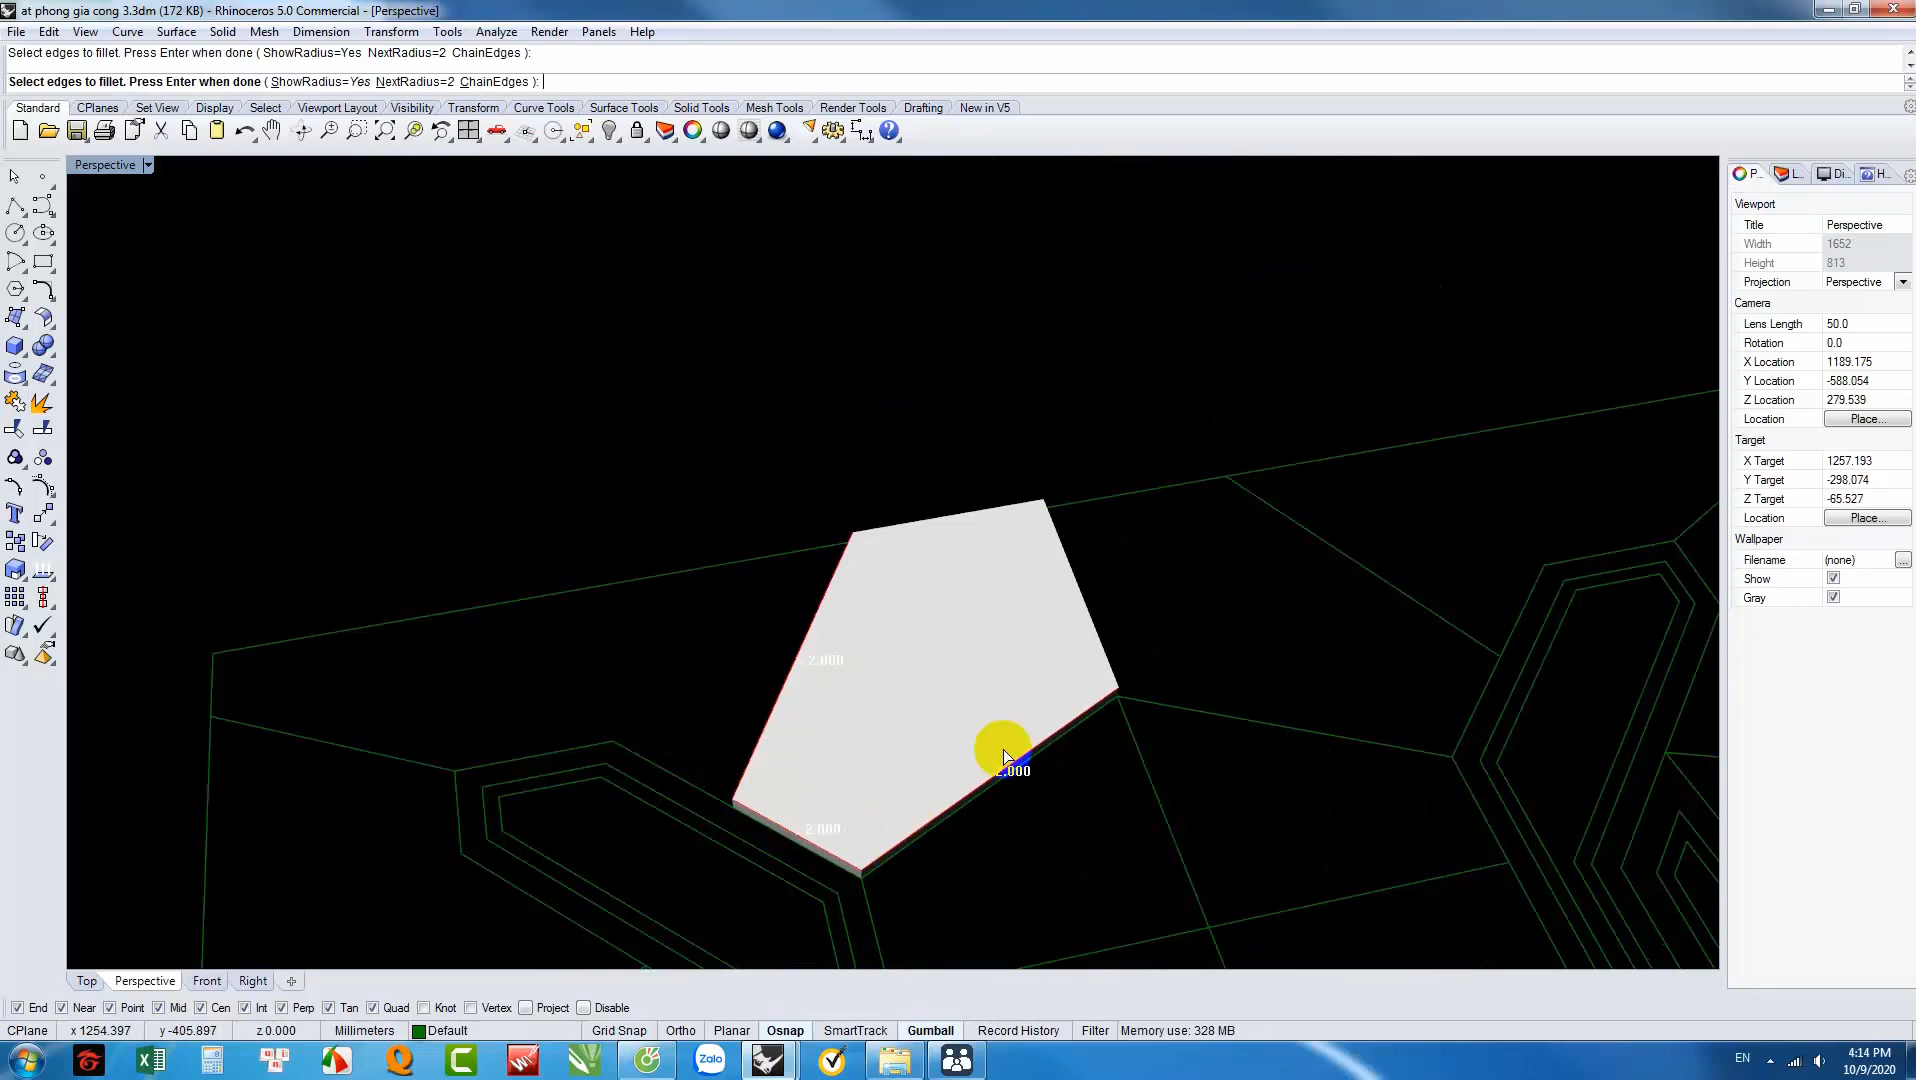 at phong gia cong 3.3dm (172 KB) - Rhinoceros 5.0 Commercial - [Perspective]
File Edit View Curve Surface Solid Mesh Dimension Transform Tools Analyze Render Panels Help
Select edges to fillet. Press Enter when done ( ShowRadius=Yes NextRadius=2 ChainEdges ):
Select edges to fillet. Press Enter when done ( ShowRadius=Yes NextRadius=2 ChainEdges ):
Standard CPlanes Set View Display Select Viewport Layout Visibility Transform Curve Tools Surface Tools Solid Tools Mesh Tools Render Tools Drafting New in V5
Perspective
P... L... Di... H...
Viewport
Title Perspective
Width 1652
Height 813
Projection Perspective
Camera
Lens Length 50.0
Rotation 0.0
X Location 1189.175
Y Location -588.054
Z Location 279.539
Location Place...
Target
X Target 1257.193
Y Target -298.074
Z Target -65.527
Location Place...
Wallpaper
Filename (none) ...
Show
Gray
2.000
2.000
2.000
Top Perspective Front Right
End Near Point Mid Cen Int Perp Tan Quad Knot Vertex Project Disable
CPlane x 1254.397 y -405.897 z 0.000 Millimeters Default Grid Snap Ortho Planar Osnap SmartTrack Gumball Record History Filter Memory use: 328 MB
Zalo
EN
4:14 PM
10/9/2020